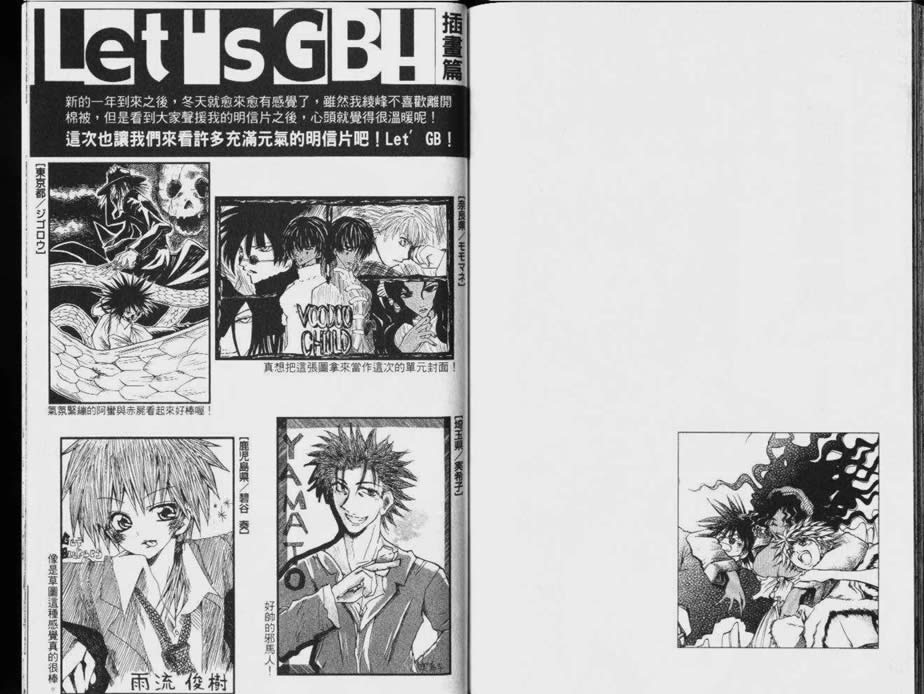 Let's GB!
插畫篇
新的一年到來之後，冬天就愈來愈有感覺了，雖然我綾峰不喜歡離開
棉被，但是看到大家聲援我的明信片之後，心頭就覺得很溫暖呢！
這次也讓我們來看許多充滿元氣的明信片吧！Let' GB！
【東京都／ジゴロウ】
氣氛緊繃的阿蠻與赤屍看起來好棒喔！
【奈良県／モモマネ】
VOODOO
CHILD
真想把這張圖拿來當作這次的單元封面！
【鹿児島県／碧谷 奏】
像是草圖這種感覺真的很棒。
雨流 俊樹
【埼玉県／実希子】
YAMATO
好帥的邪馬人！